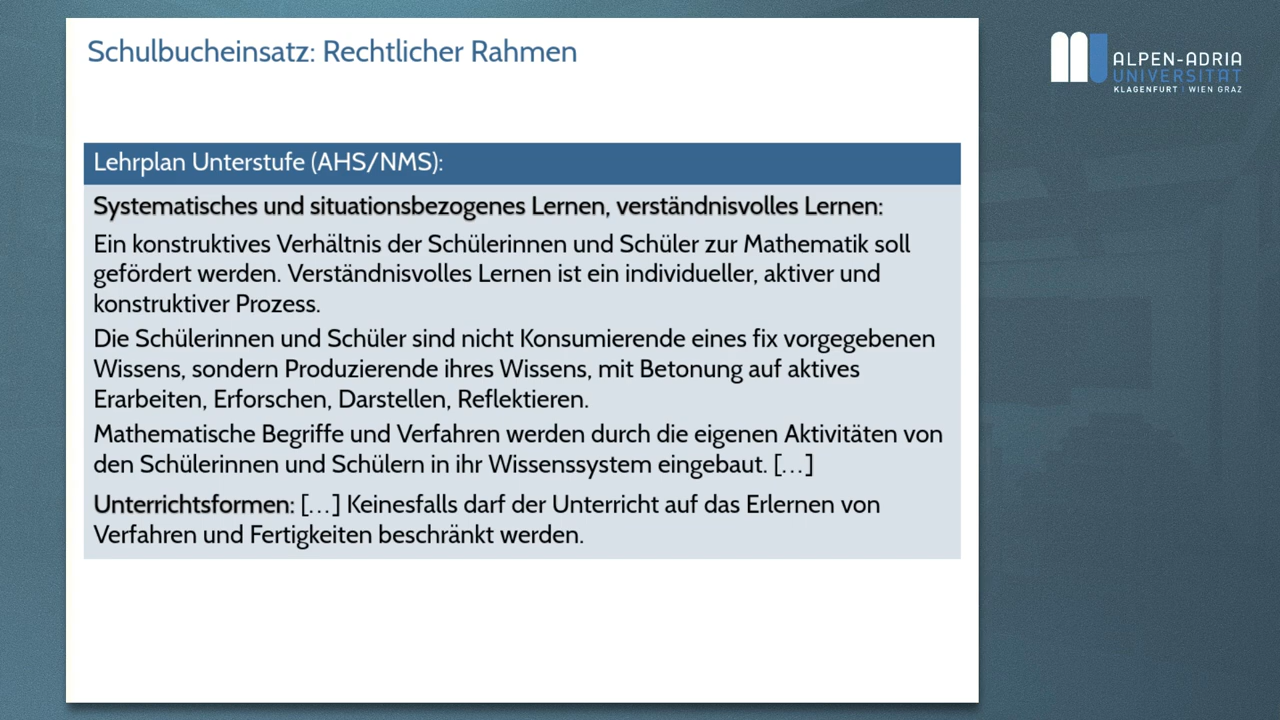 Schulbucheinsatz: Rechtlicher Rahmen
ALPEN-ADRIA
UNIVERSITÄT
KLAGENFURT | WIEN GRAZ
Lehrplan Unterstufe (AHS/NMS):
Systematisches und situationsbezogenes Lernen, verständnisvolles Lernen:
Ein konstruktives Verhältnis der Schülerinnen und Schüler zur Mathematik soll
gefördert werden. Verständnisvolles Lernen ist ein individueller, aktiver und
konstruktiver Prozess.
Die Schülerinnen und Schüler sind nicht Konsumierende eines fix vorgegebenen
Wissens, sondern Produzierende ihres Wissens, mit Betonung auf aktives
Erarbeiten, Erforschen, Darstellen, Reflektieren.
Mathematische Begriffe und Verfahren werden durch die eigenen Aktivitäten von
den Schülerinnen und Schülern in ihr Wissenssystem eingebaut. […]
Unterrichtsformen: […] Keinesfalls darf der Unterricht auf das Erlernen von
Verfahren und Fertigkeiten beschränkt werden.